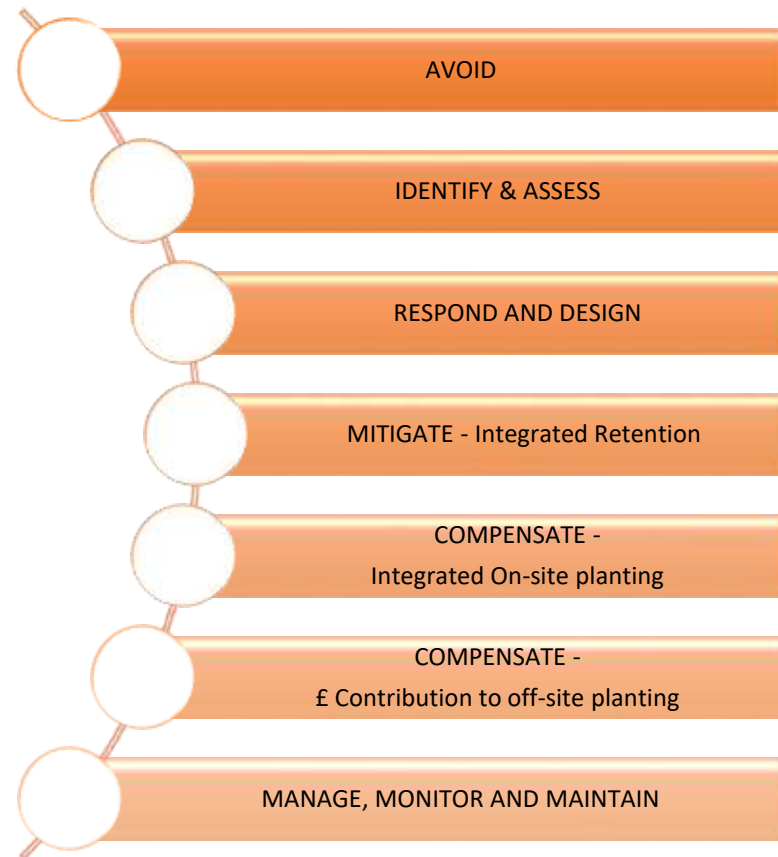 AVOID
IDENTIFY & ASSESS
RESPOND AND DESIGN
MITIGATE - Integrated Retention
COMPENSATE -
Integrated On-site planting
COMPENSATE -
£ Contribution to off-site planting
MANAGE, MONITOR AND MAINTAIN